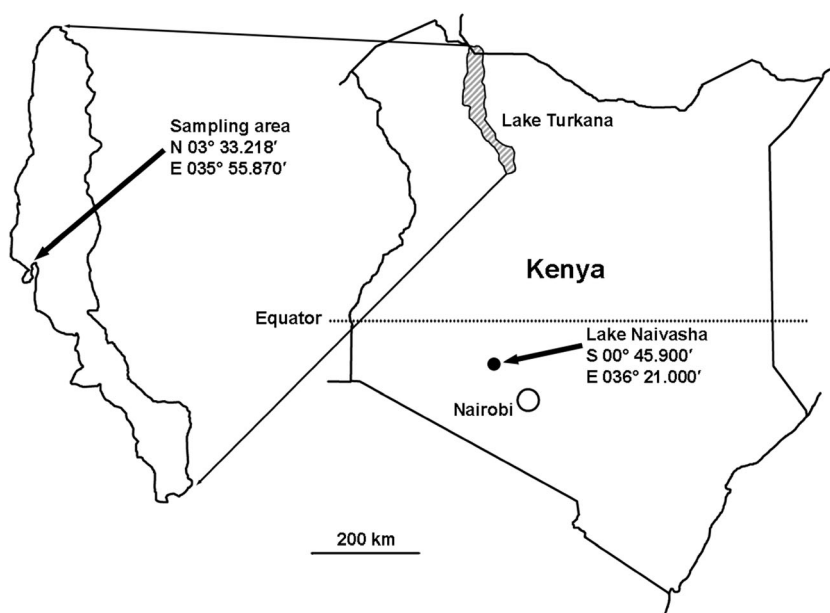 Sampling area
N 03° 33.218′
E 035° 55.870′
Lake Turkana
Kenya
Equator
Lake Naivasha
S 00° 45.900′
E 036° 21.000′
Nairobi
200 km